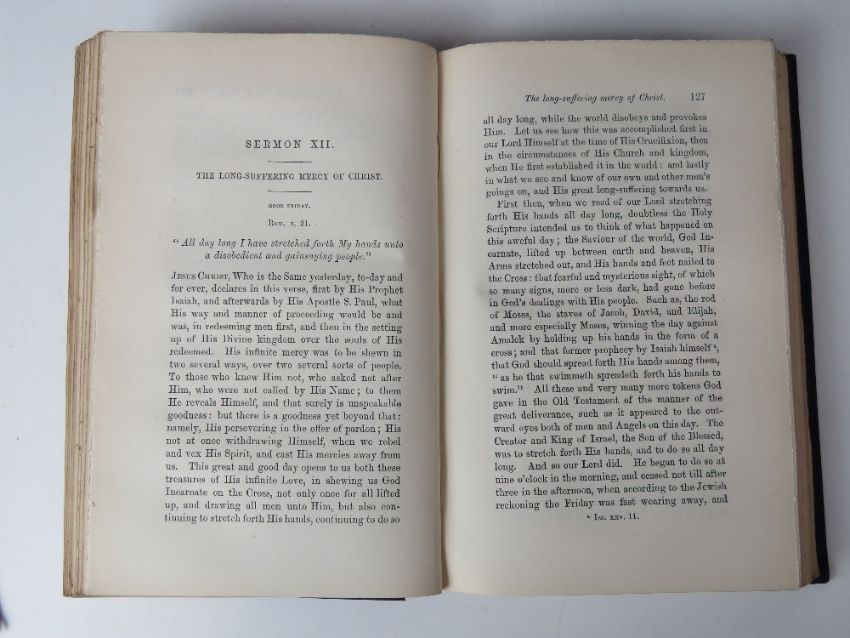 SERMON XII.
THE LONG-SUFFERING MERCY OF CHRIST.
GOOD FRIDAY.
REV. x. 21.
"All day long I have stretched forth My hands unto
a disobedient and gainsaying people."
JESUS CHRIST, Who is the Same yesterday, to-day and
for ever, declares in this verse, first by His Prophet
Isaiah, and afterwards by His Apostle S. Paul, what
His way and manner of proceeding would be and
was, in redeeming men first, and then in the setting
up of His Divine kingdom over the souls of His
redeemed. His infinite mercy was to be shewn in
two several ways, over two several sorts of people.
To those who knew Him not, who asked not after
Him, who were not called by His Name; to them
He reveals Himself, and that surely is unspeakable
goodness: but there is a goodness yet beyond that:
namely, His persevering in the offer of pardon; His
not at once withdrawing Himself, when we rebel
and vex His Spirit, and cast His mercies away from
us. This great and good day opens to us both these
treasures of His infinite Love, in shewing us God
Incarnate on the Cross, not only once for all lifted
up, and drawing all men unto Him, but also con-
tinuing to stretch forth His hands, continuing to do so
The long-suffering mercy of Christ. 127
all day long, while the world disobeys and provokes
Him. Let us see how this was accomplished first in
our Lord Himself at the time of His Crucifixion, then
in the circumstances of His Church and kingdom,
when He first established it in the world: and lastly
in what we see and know of our own and other men's
goings on, and His great long-suffering towards us.
First then, when we read of our Lord stretching
forth His hands all day long, doubtless the Holy
Scripture intended us to think of what happened on
this awful day; the Saviour of the world, God In-
carnate, lifted up between earth and heaven, His
Arms stretched out, and His hands and feet nailed to
the Cross: that fearful and mysterious sight, of which
so many signs, more or less dark, had gone before
in God's dealings with His people. Such as, the rod
of Moses, the staves of Jacob, David, and Elijah,
and more especially Moses, winning the day against
Amalek by holding up his hands in the form of a
cross; and that former prophecy by Isaiah himself ᵃ,
that God should spread forth His hands among them,
"as he that swimmeth spreadeth forth his hands to
swim." All these and very many more tokens God
gave in the Old Testament of the manner of the
great deliverance, such as it appeared to the out-
ward eyes both of men and Angels on this day. The
Creator and King of Israel, the Son of the Blessed,
was to stretch forth His Hands, and to do so all day
long. And so our Lord did. He began to do so at
nine o'clock in the morning, and ceased not till after
three in the afternoon, when according to the Jewish
reckoning the Friday was fast wearing away, and
ᵃ Isa. xxv. 11.